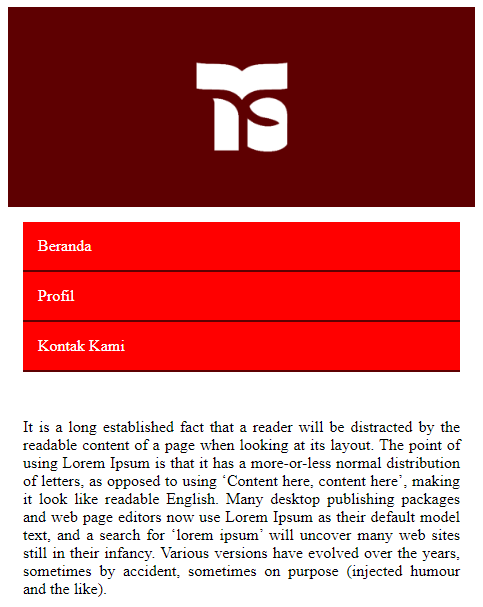 Beranda
Profil
Kontak Kami
It is a long established fact that a reader will be distracted by the
readable content of a page when looking at its layout. The point of
using Lorem Ipsum is that it has a more-or-less normal distribution
of letters, as opposed to using ‘Content here, content here’, making
it look like readable English. Many desktop publishing packages
and web page editors now use Lorem Ipsum as their default model
text, and a search for ‘lorem ipsum’ will uncover many web sites
still in their infancy. Various versions have evolved over the years,
sometimes by accident, sometimes on purpose (injected humour
and the like).